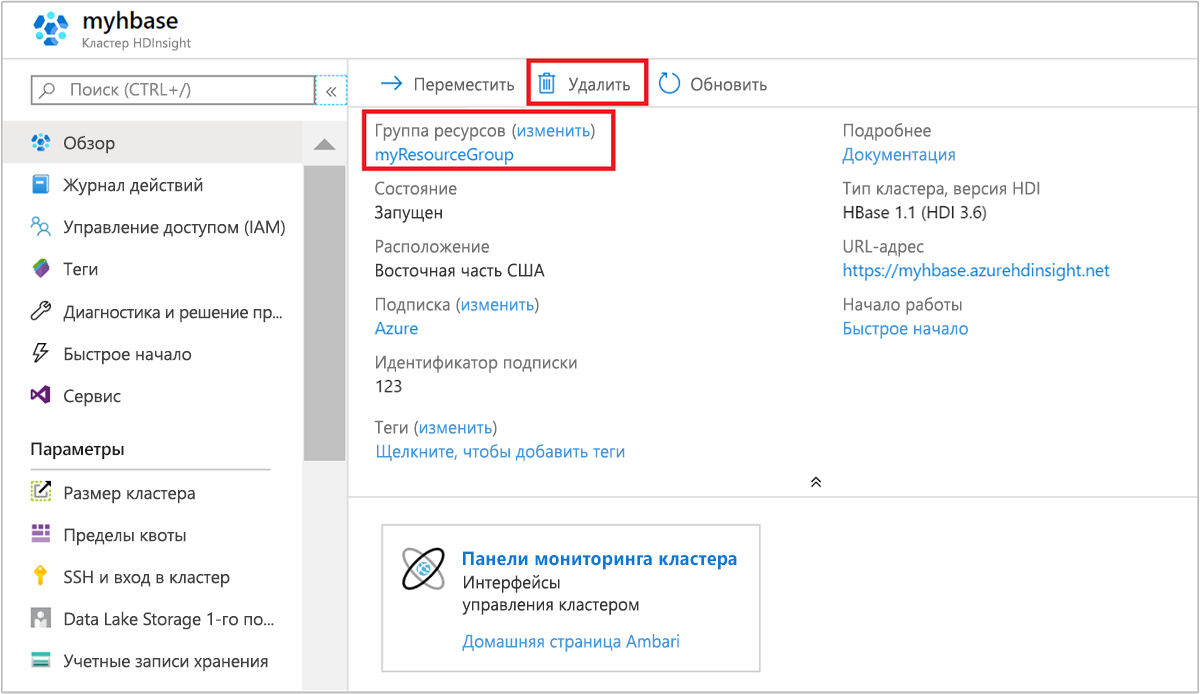 myhbase
Кластер HDInsight
Поиск (CTRL+/)
«
Переместить
Удалить
Обновить
Обзор
Журнал действий
Управление доступом (IAM)
Теги
Диагностика и решение пр...
Быстрое начало
Сервис
Параметры
Размер кластера
Пределы квоты
SSH и вход в кластер
Data Lake Storage 1-го по...
Учетные записи хранения
Группа ресурсов (изменить)
myResourceGroup
Состояние
Запущен
Расположение
Восточная часть США
Подписка (изменить)
Azure
Идентификатор подписки
123
Теги (изменить)
Щелкните, чтобы добавить теги
Подробнее
Документация
Тип кластера, версия HDI
HBase 1.1 (HDI 3.6)
URL-адрес
https://myhbase.azurehdinsight.net
Начало работы
Быстрое начало
Панели мониторинга кластера
Интерфейсы
управления кластером
Домашняя страница Ambari